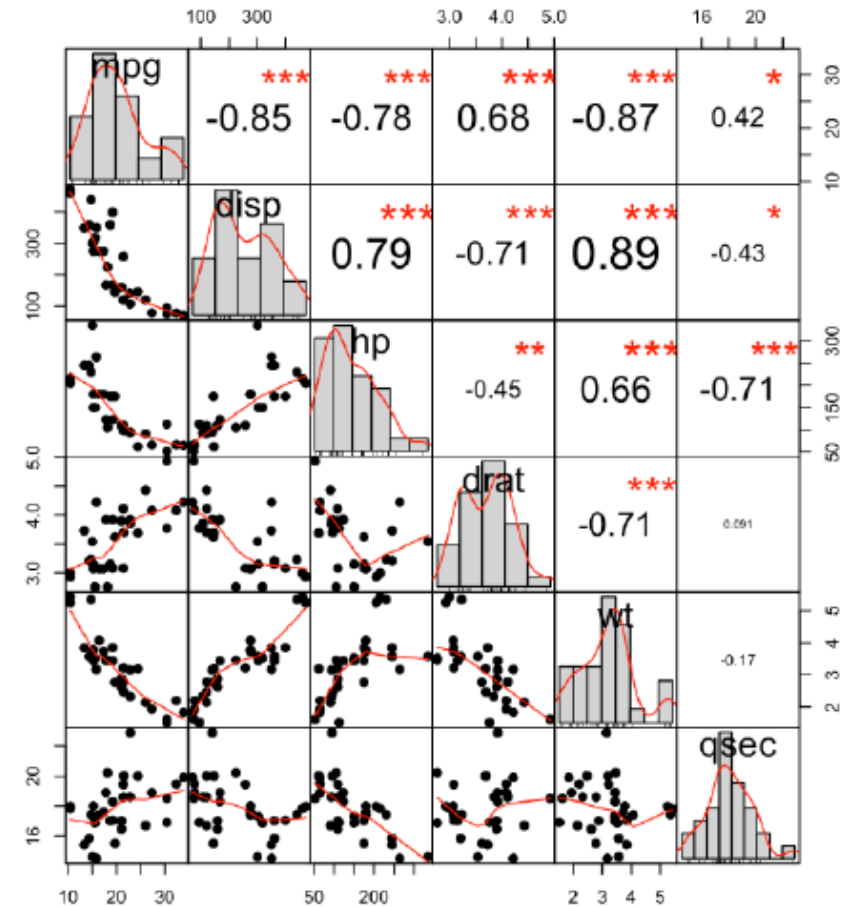 100 300 3.0 4.0 5.0 16 20
mpg *** *** *** *** *
-0.85 -0.78 0.68 -0.87 0.42
30
20
10
disp *** *** *** *
300
0.79 -0.71 0.89 -0.43
100
hp ** *** ***
300
-0.45 0.66 -0.71
150
50
5.0
drat ***
4.0
-0.71 0.091
3.0
wt
5
4
-0.17
3
2
qsec
20
16
10 20 30 50 200 2 3 4 5